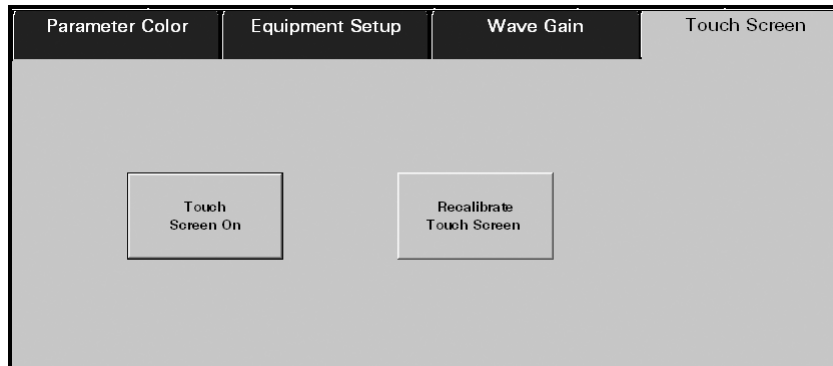 Parameter Color
Equipment Setup
Wave Gain
Touch Screen
Touch
Screen On
Recalibrate
Touch Screen